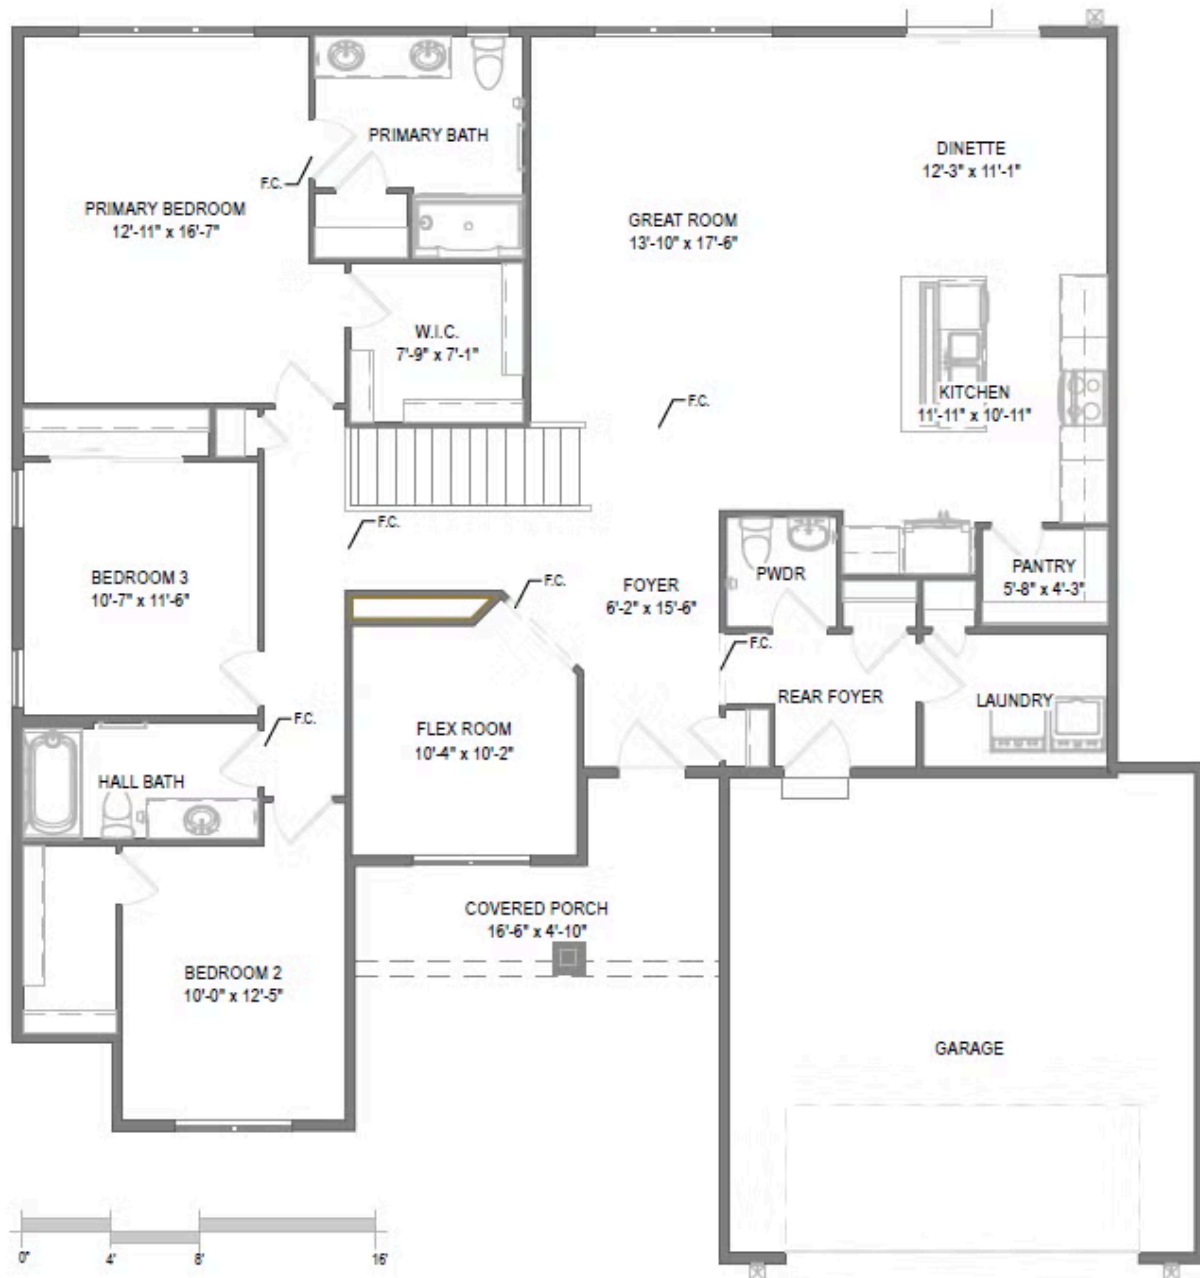 PRIMARY BATH
DINETTE
12'-3" x 11'-1"
F.C.
PRIMARY BEDROOM
12'-11" x 16'-7"
GREAT ROOM
13'-10" x 17'-6"
W.I.C.
7'-9" x 7'-1"
KITCHEN
11'-11" x 10'-11"
F.C.
F.C.
BEDROOM 3
10'-7" x 11'-6"
F.C.
FOYER
6'-2" x 15'-6"
PWDR
PANTRY
5'-8" x 4'-3"
F.C.
REAR FOYER
LAUNDRY
F.C.
FLEX ROOM
10'-4" x 10'-2"
HALL BATH
COVERED PORCH
16'-6" x 4'-10"
BEDROOM 2
10'-0" x 12'-5"
GARAGE
0" 4' 8' 16'